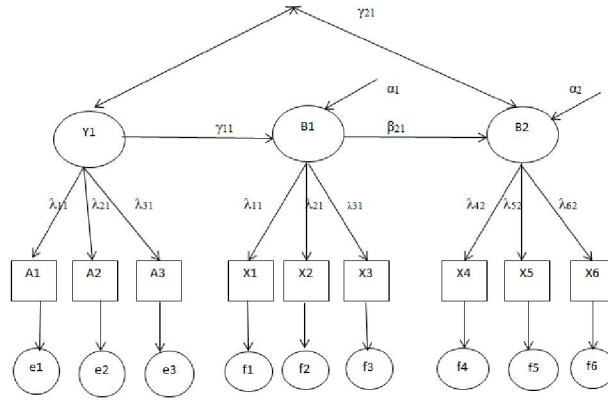 γ21
α1 α2
Y1 B1 B2
γ11 β21
λ11 λ21 λ31 λ11 λ21 λ31 λ42 λ52 λ62
A1 A2 A3 X1 X2 X3 X4 X5 X6
e1 e2 e3 f1 f2 f3 f4 f5 f6